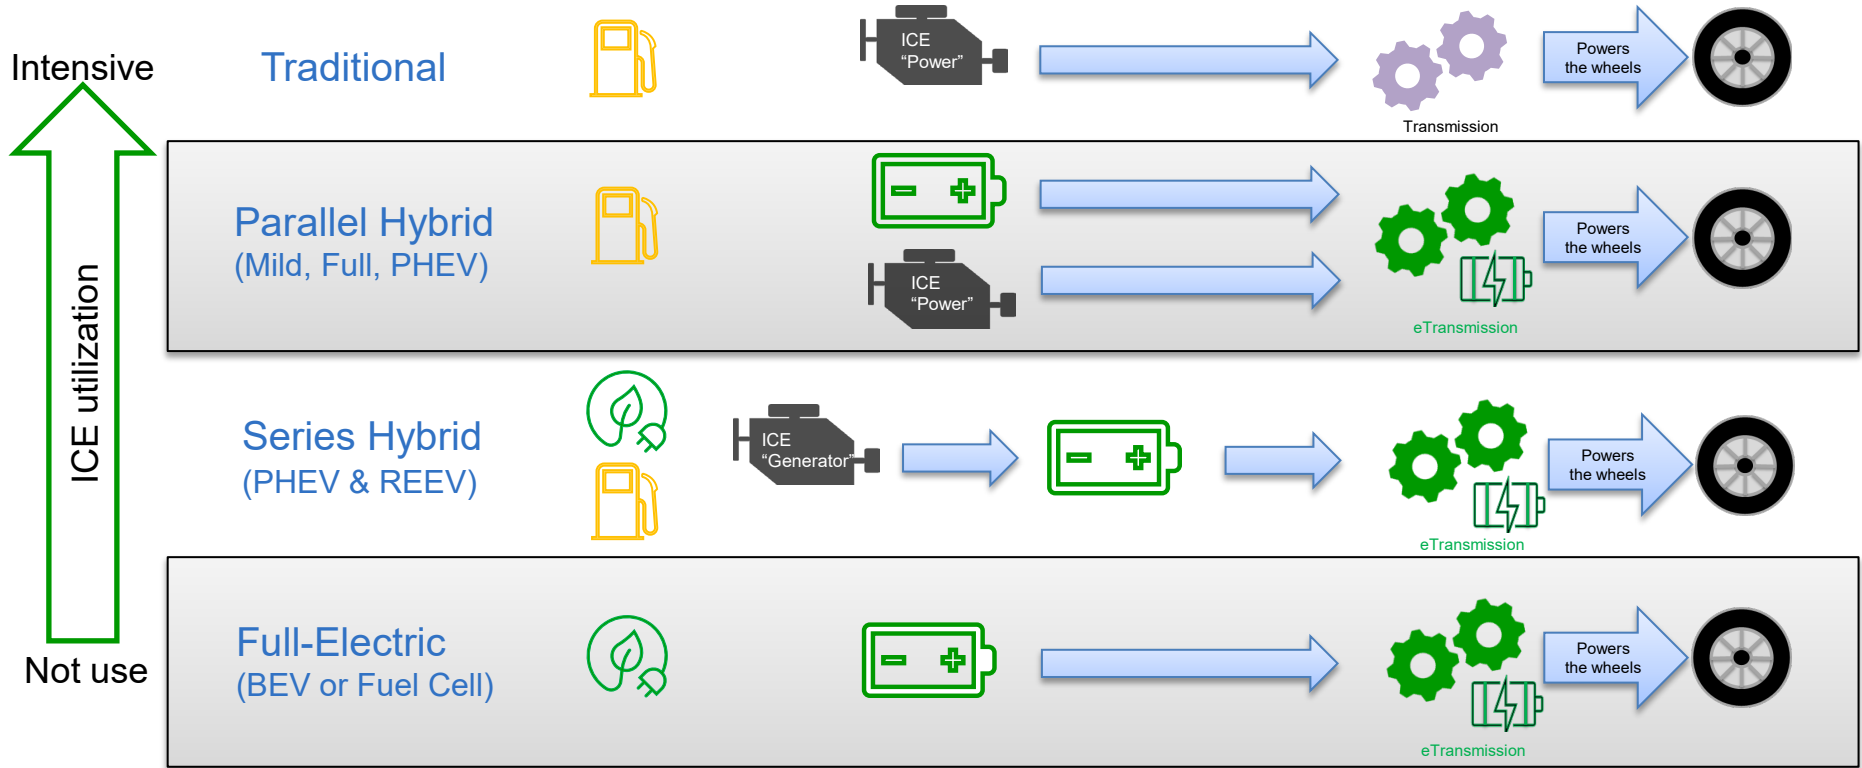 Intensive
ICE utilization
Not use
Traditional
ICE
“Power”
Transmission
Powers
the wheels
Parallel Hybrid
(Mild, Full, PHEV)
ICE
“Power”
eTransmission
Powers
the wheels
Series Hybrid
(PHEV & REEV)
ICE
“Generator”
eTransmission
Powers
the wheels
Full-Electric
(BEV or Fuel Cell)
eTransmission
Powers
the wheels